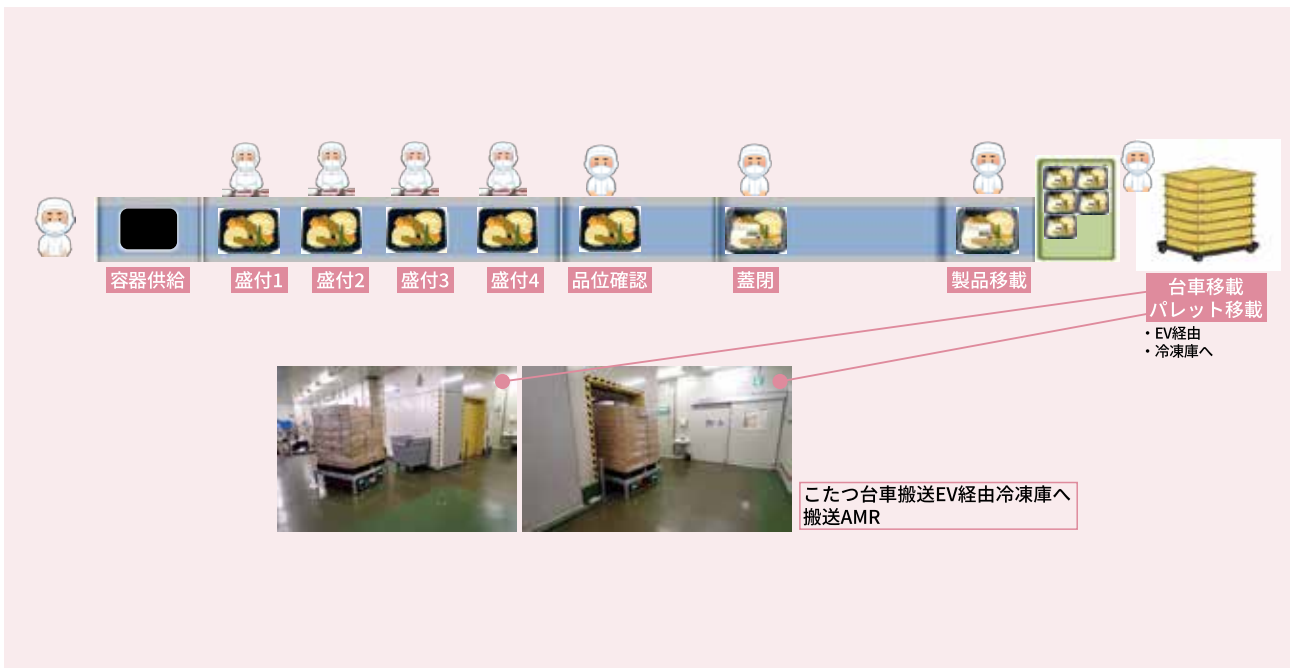 容器供給
盛付1
盛付2
盛付3
盛付4
品位確認
蓋閉
製品移載
台車移載
パレット移載
・EV経由
・冷凍庫へ
こたつ台車搬送EV経由冷凍庫へ
搬送AMR